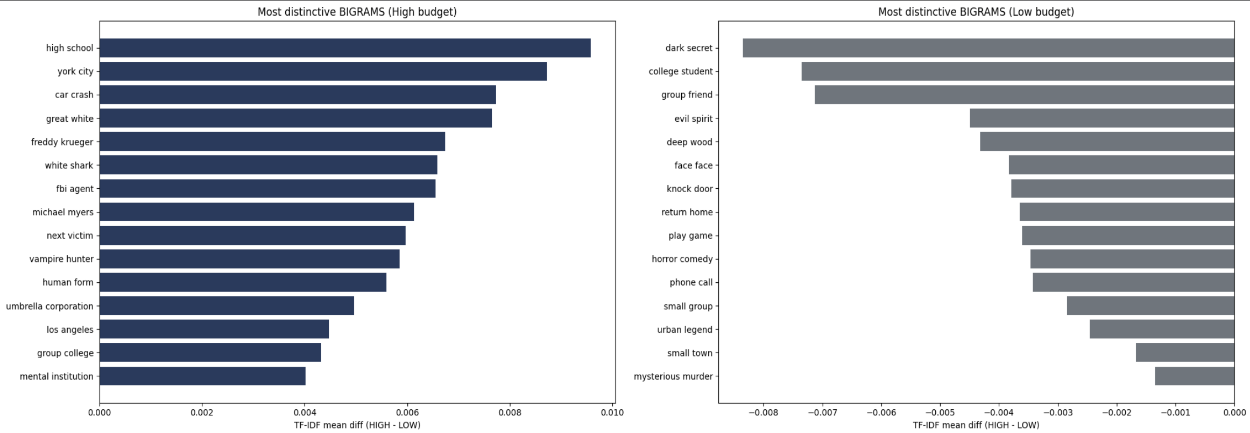 Most distinctive BIGRAMS (High budget)
high school
york city
car crash
great white
freddy krueger
white shark
fbi agent
michael myers
next victim
vampire hunter
human form
umbrella corporation
los angeles
group college
mental institution
0.000 0.002 0.004 0.006 0.008 0.010
TF-IDF mean diff (HIGH - LOW)
Most distinctive BIGRAMS (Low budget)
dark secret
college student
group friend
evil spirit
deep wood
face face
knock door
return home
play game
horror comedy
phone call
small group
urban legend
small town
mysterious murder
−0.008 −0.007 −0.006 −0.005 −0.004 −0.003 −0.002 −0.001 0.000
TF-IDF mean diff (HIGH - LOW)